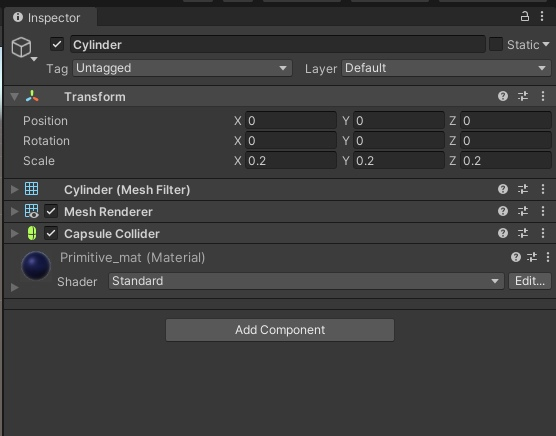 Inspector
Cylinder Static
Tag Untagged Layer Default
Transform
Position X 0 Y 0 Z 0
Rotation X 0 Y 0 Z 0
Scale X 0.2 Y 0.2 Z 0.2
Cylinder (Mesh Filter)
Mesh Renderer
Capsule Collider
Primitive_mat (Material)
Shader Standard Edit...
Add Component